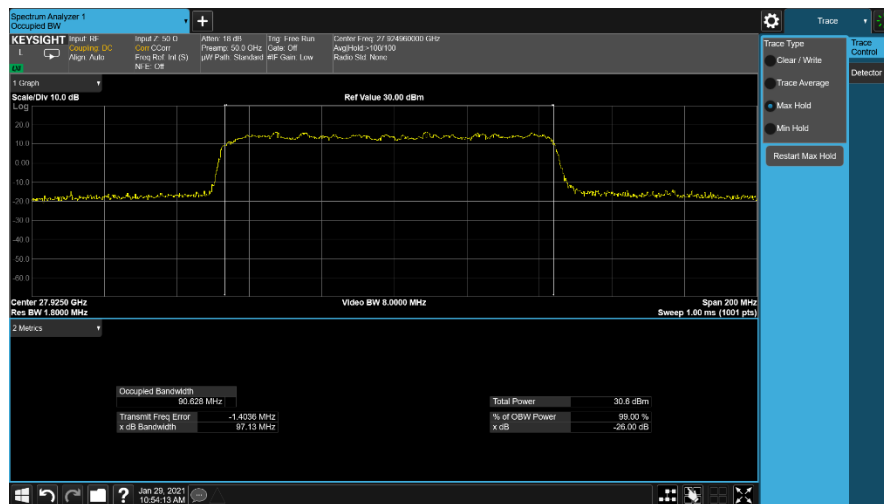 Spectrum Analyzer 1
Occupied BW
+
Trace
KEYSIGHT
L
Input: RF
Coupling: DC
Align: Auto
Input Z: 50 Ω
Corr CCorr
Freq Ref: Int (S)
NFE: Off
Atten: 18 dB
Preamp: 50.0 GHz
µW Path: Standard
Trig: Free Run
Gate: Off
#IF Gain: Low
Center Freq: 27.924960000 GHz
Avg|Hold:>100/100
Radio Std: None
1 Graph
Scale/Div 10.0 dB
Ref Value 30.00 dBm
Log
20.0
10.0
0.00
-10.0
-20.0
-30.0
-40.0
-50.0
-60.0
Center 27.9250 GHz
Video BW 8.0000 MHz
Span 200 MHz
Res BW 1.8000 MHz
Sweep 1.00 ms (1001 pts)
2 Metrics
Occupied Bandwidth
90.628 MHz
Transmit Freq Error -1.4036 MHz
x dB Bandwidth 97.13 MHz
Total Power 30.6 dBm
% of OBW Power 99.00 %
x dB -26.00 dB
Trace Type
Clear / Write
Trace Average
Max Hold
Min Hold
Restart Max Hold
Trace
Control
Detector
?
Jan 29, 2021
10:54:13 AM